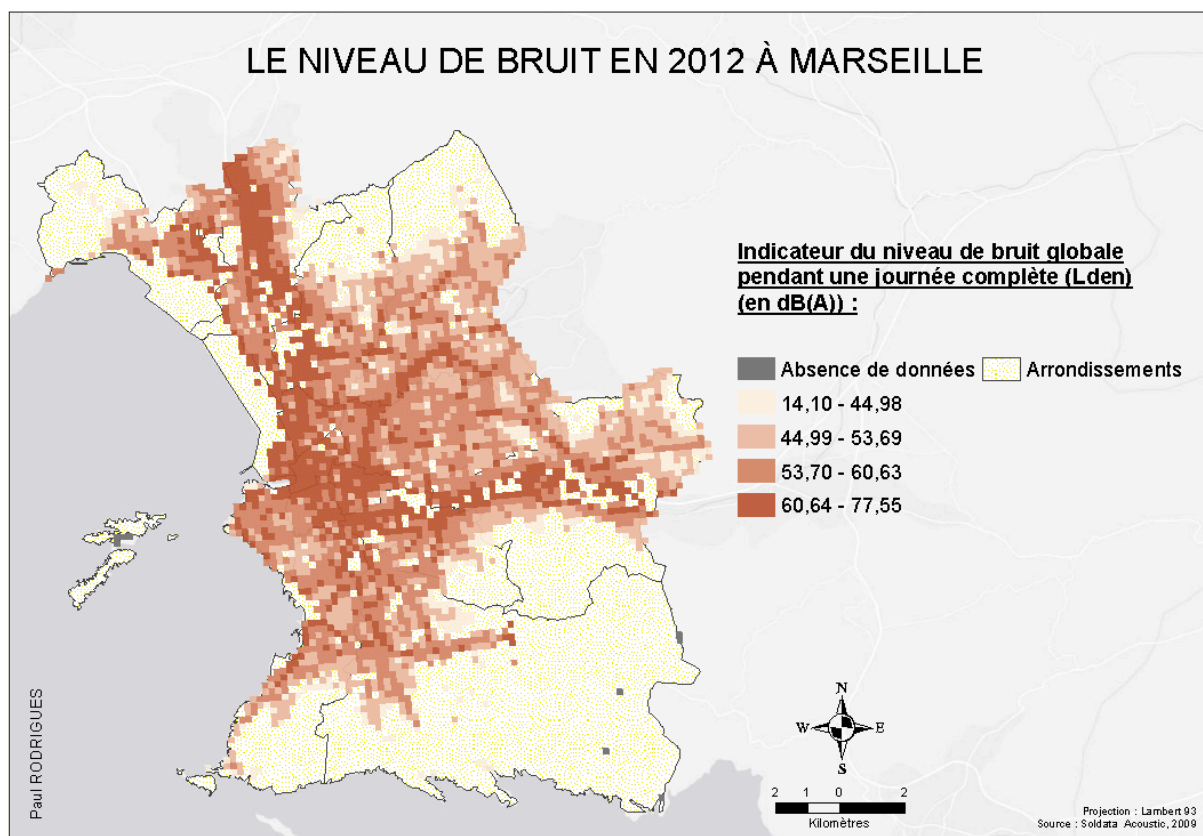 LE NIVEAU DE BRUIT EN 2012 À MARSEILLE
Indicateur du niveau de bruit globale
pendant une journée complète (Lden)
(en dB(A)) :
Absence de données Arrondissements
14,10 - 44,98
44,99 - 53,69
53,70 - 60,63
60,64 - 77,55
Paul RODRIGUES
N
W E
S
2 1 0 2
Kilomètres
Projection : Lambert 93
Source : Soldata Acoustic, 2009